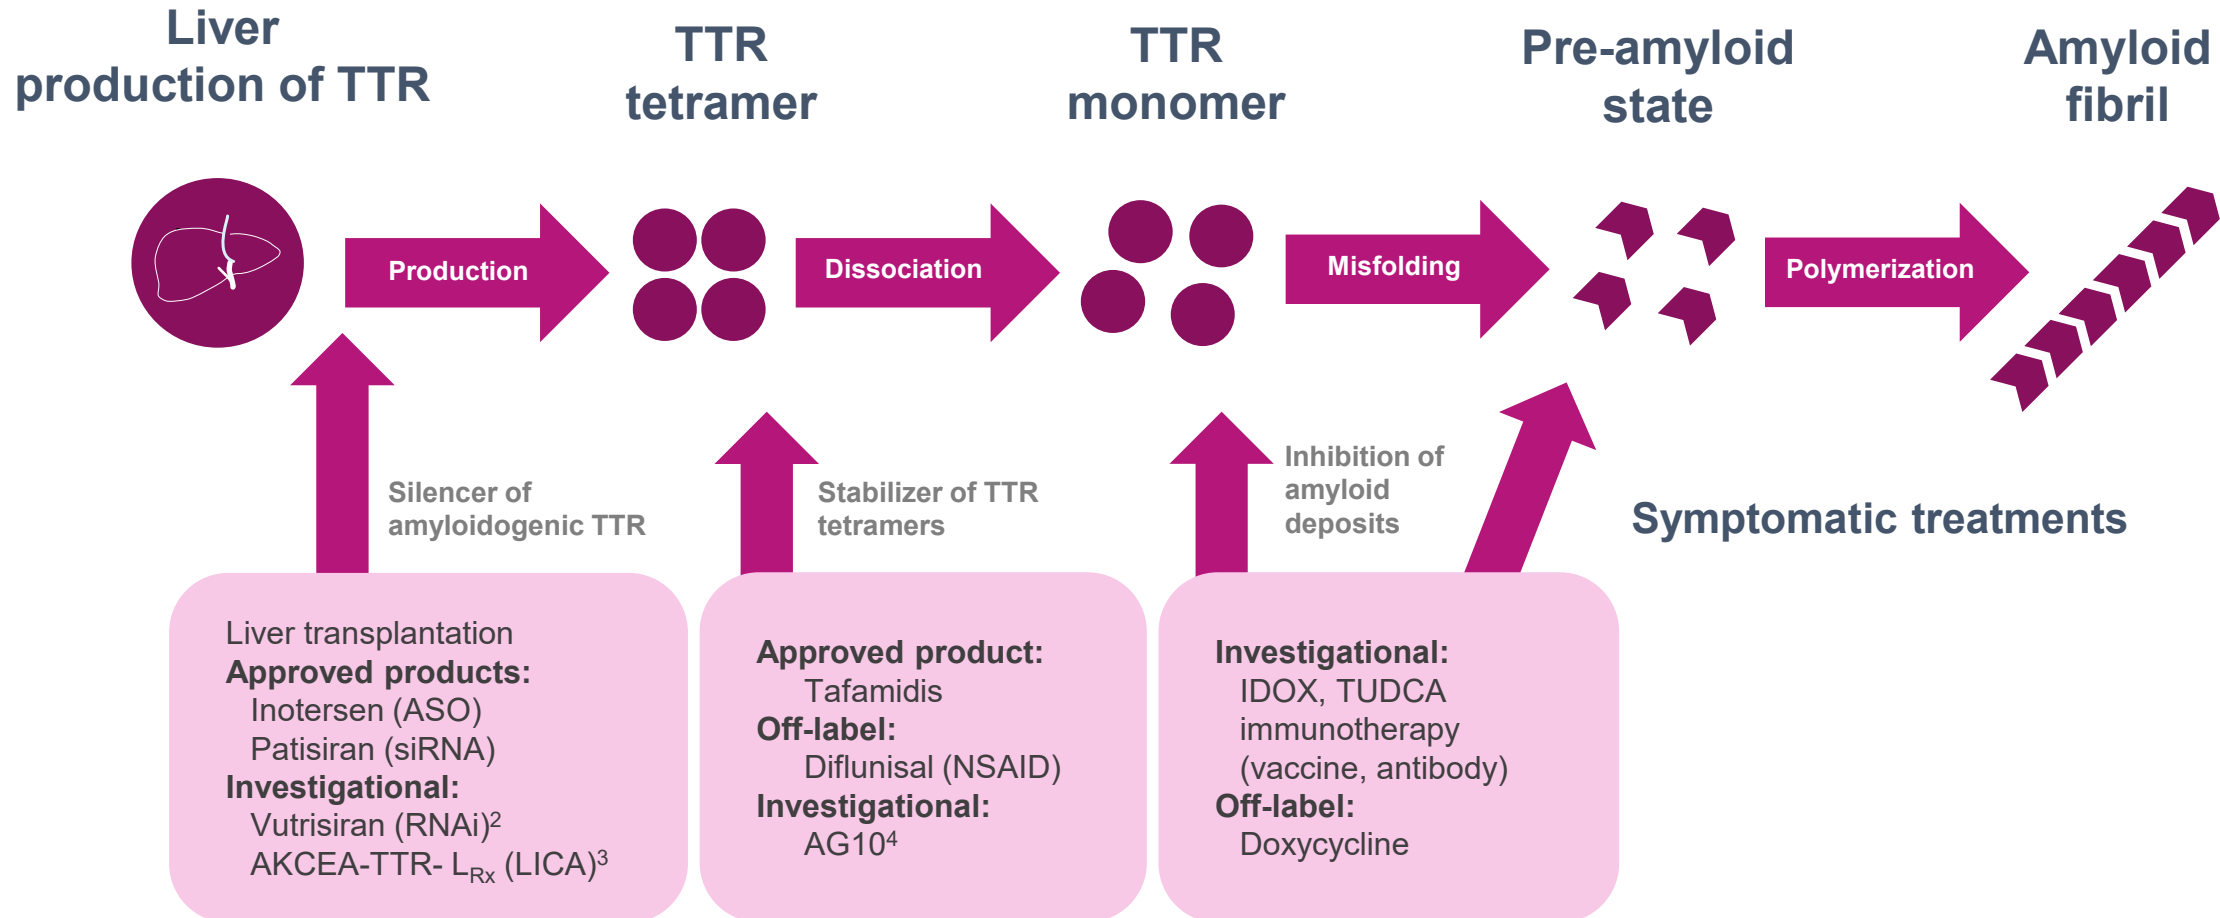 Liver
production of TTR
TTR
tetramer
TTR
monomer
Pre-amyloid
state
Amyloid
fibril
Production
Dissociation
Misfolding
Polymerization
Silencer of
amyloidogenic TTR
Stabilizer of TTR
tetramers
Inhibition of
amyloid
deposits
Symptomatic treatments
Liver transplantation
Approved products:
Inotersen (ASO)
Patisiran (siRNA)
Investigational:
Vutrisiran (RNAi)²
AKCEA-TTR- L_Rx (LICA)³
Approved product:
Tafamidis
Off-label:
Diflunisal (NSAID)
Investigational:
AG10⁴
Investigational:
IDOX, TUDCA
immunotherapy
(vaccine, antibody)
Off-label:
Doxycycline